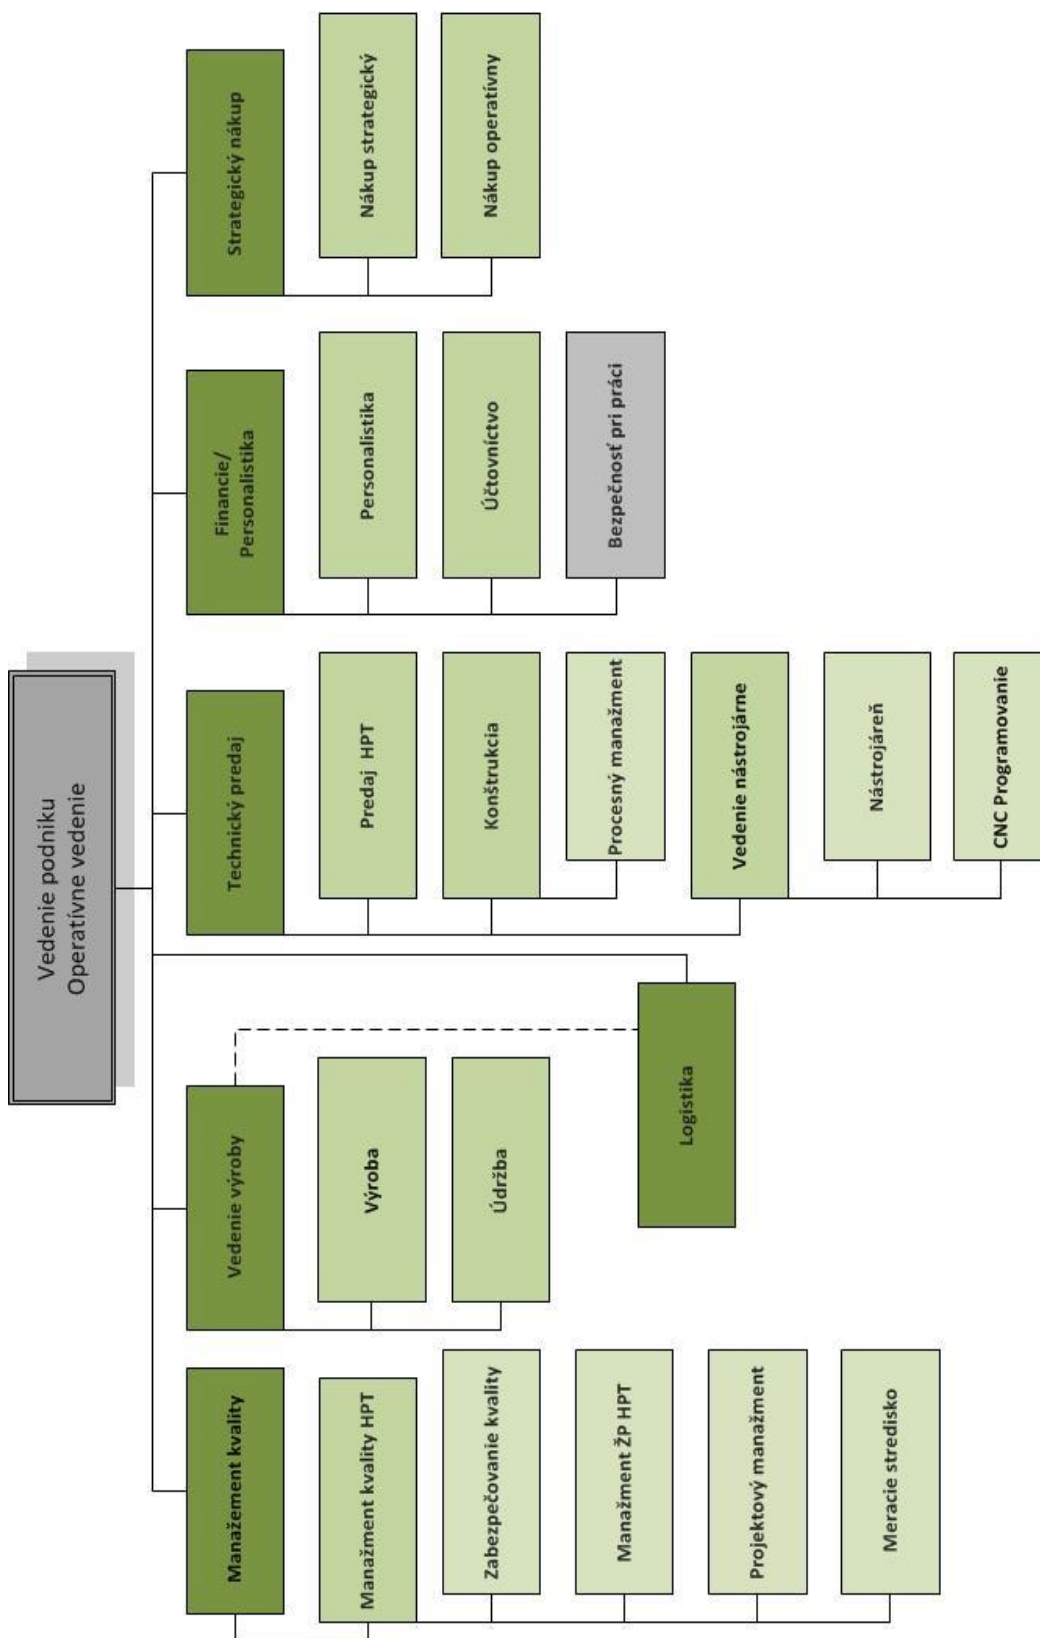 Vedenie podniku
Operatívne vedenie
Manažement kvality
Manažment kvality HPT
Zabezpečovanie kvality
Manažment ŽP HPT
Projektový manažment
Meracie stredisko
Vedenie výroby
Výroba
Údržba
Logistika
Technický predaj
Predaj HPT
Konštrukcia
Procesný manažment
Vedenie nástrojárne
Nástrojáreň
CNC Programovanie
Financie/
Personalistika
Personalistika
Účtovníctvo
Bezpečnosť pri práci
Strategický nákup
Nákup strategický
Nákup operatívny